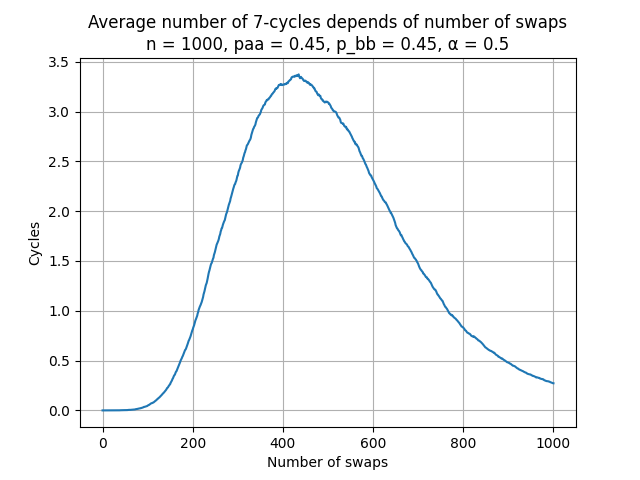 Average number of 7-cycles depends of number of swaps
n = 1000, paa = 0.45, p_bb = 0.45, α = 0.5
3.5
3.0
2.5
2.0
1.5
1.0
0.5
0.0
Cycles
0 200 400 600 800 1000
Number of swaps